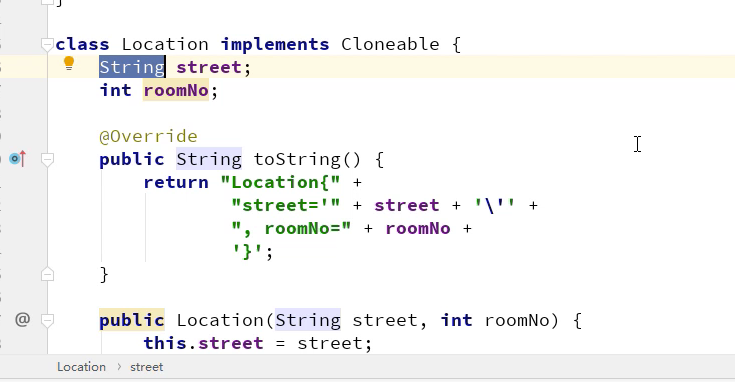 class Location implements Cloneable {
String street;
int roomNo;
@Override
public String toString() {
return "Location{" +
"street='" + street + '\'' +
", roomNo=" + roomNo +
'}';
}
public Location(String street, int roomNo) {
this.street = street;
Location › street